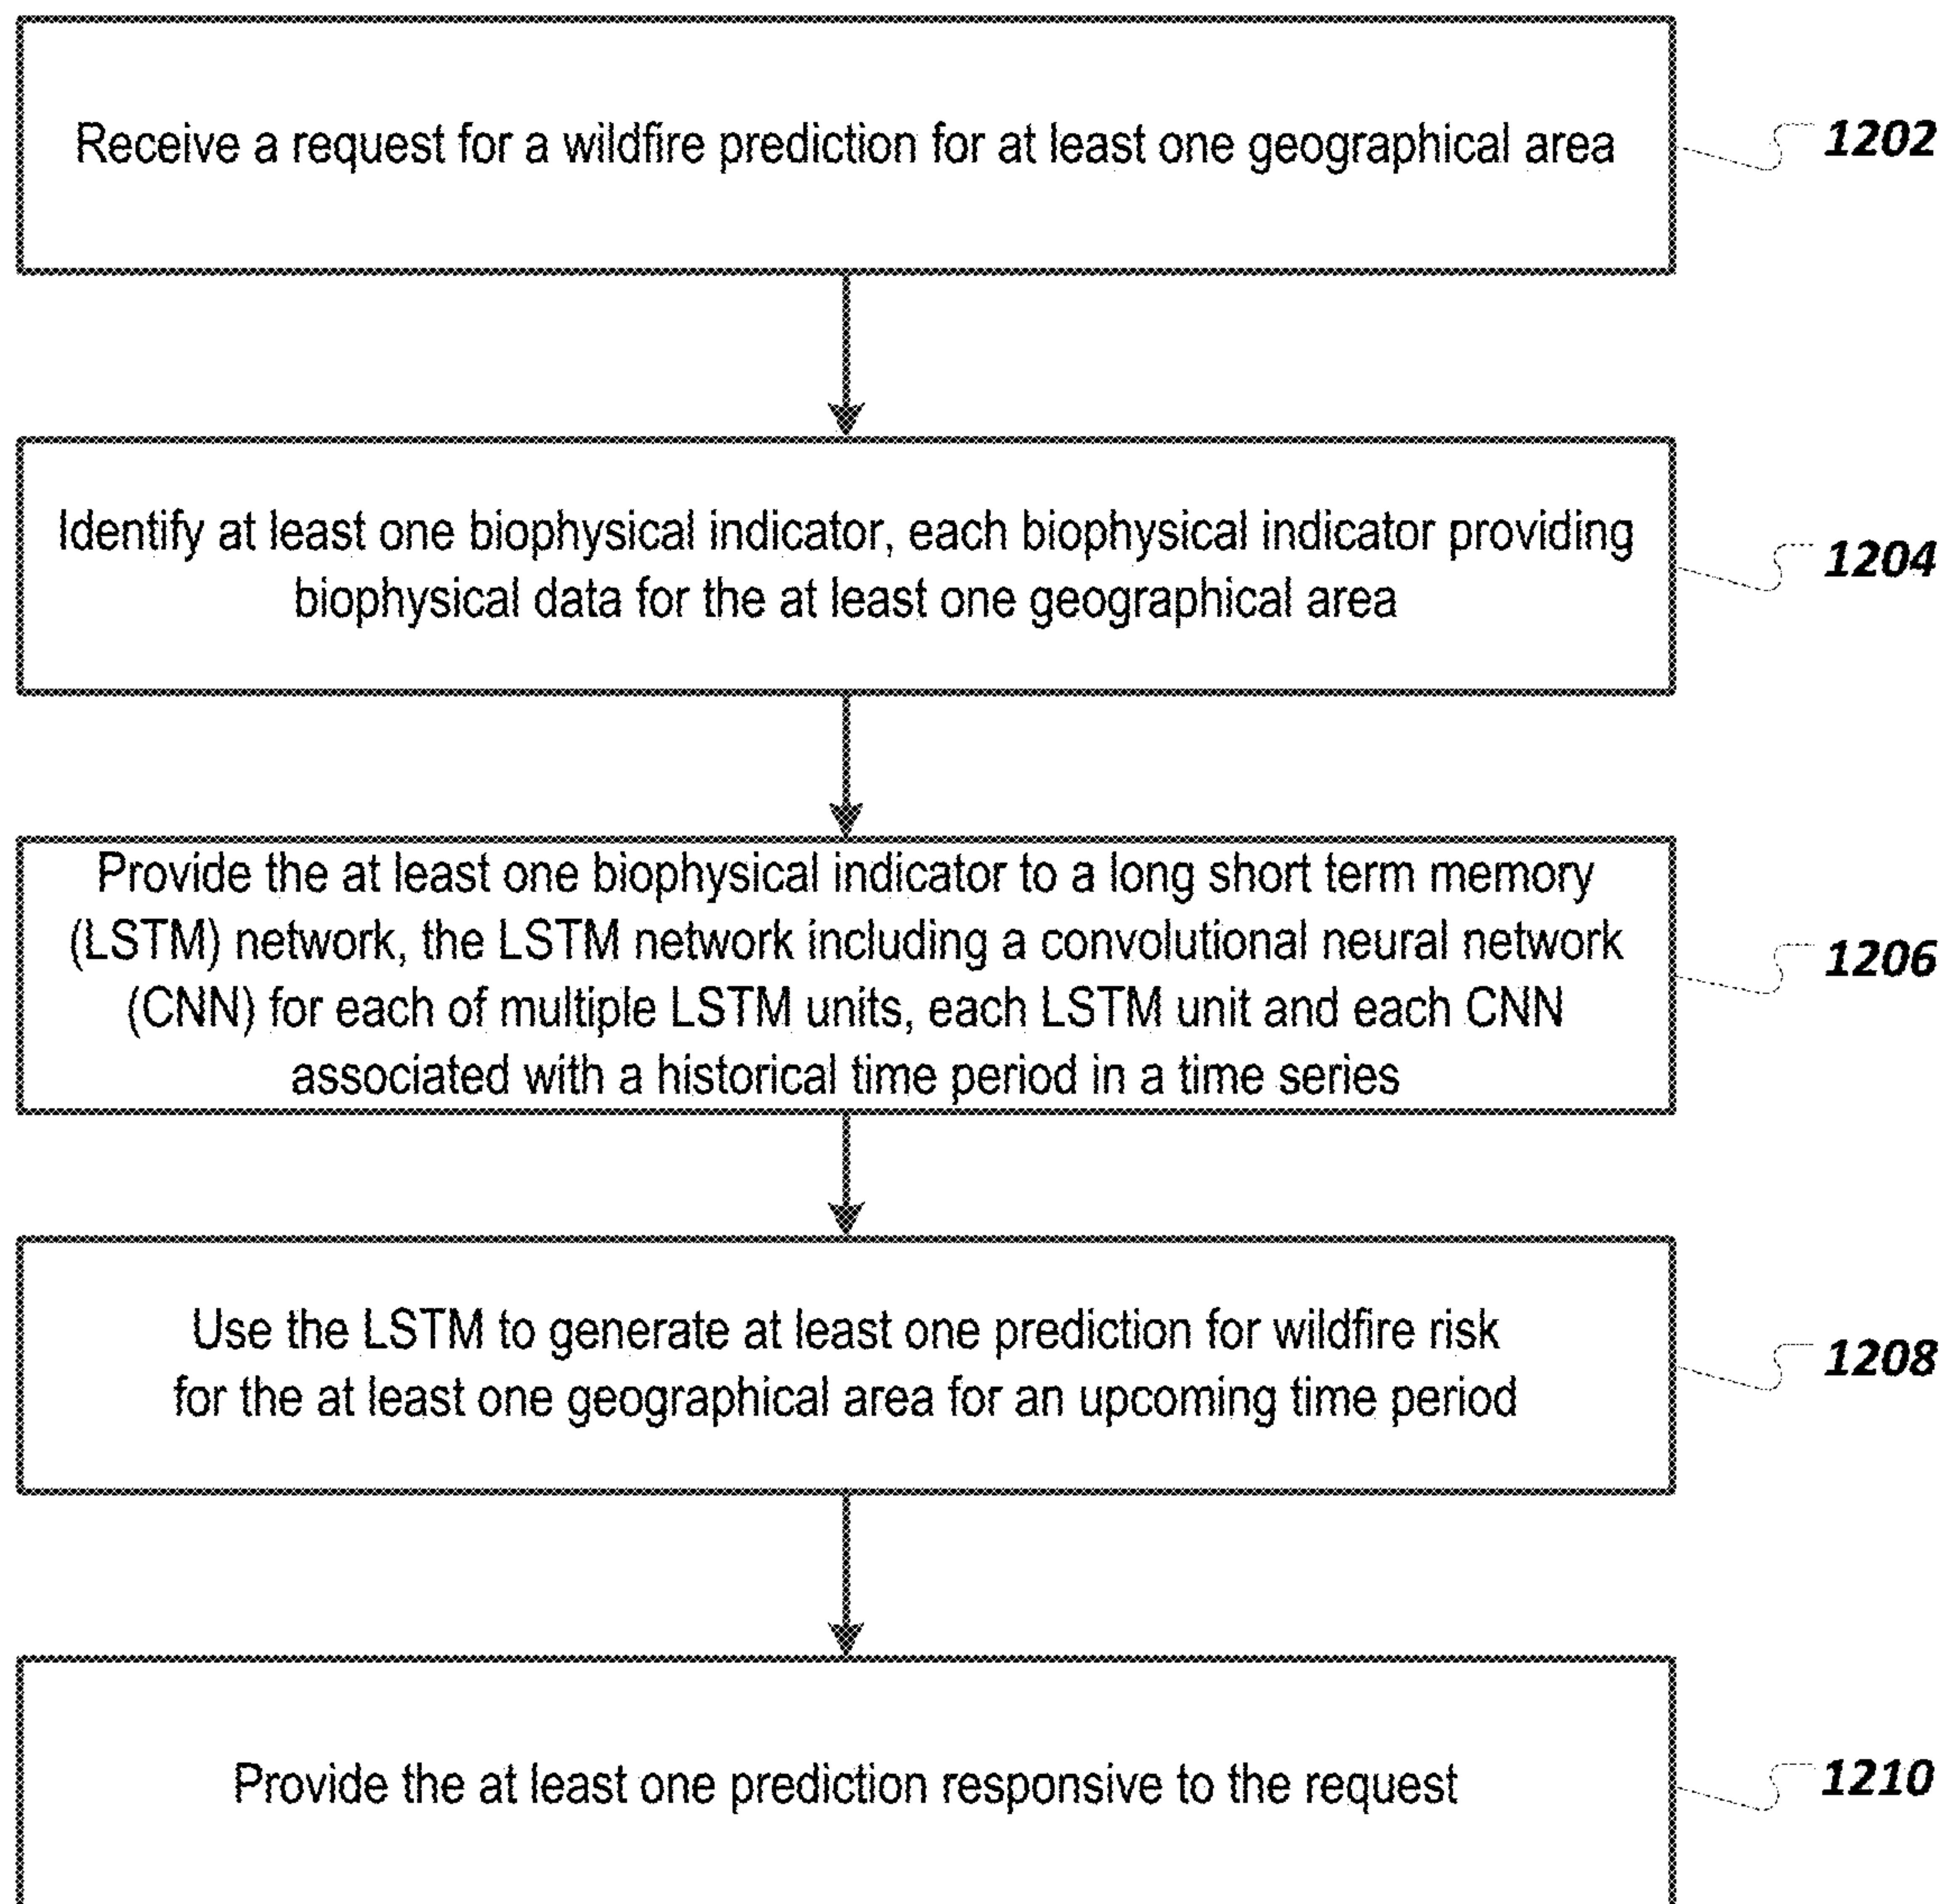 Receive a request for a wildfire prediction for at least one geographical area
1202
Identify at least one biophysical indicator, each biophysical indicator providing
biophysical data for the at least one geographical area
1204
Provide the at least one biophysical indicator to a long short term memory
(LSTM) network, the LSTM network including a convolutional neural network
(CNN) for each of multiple LSTM units, each LSTM unit and each CNN
associated with a historical time period in a time series
1206
Use the LSTM to generate at least one prediction for wildfire risk
for the at least one geographical area for an upcoming time period
1208
Provide the at least one prediction responsive to the request
1210